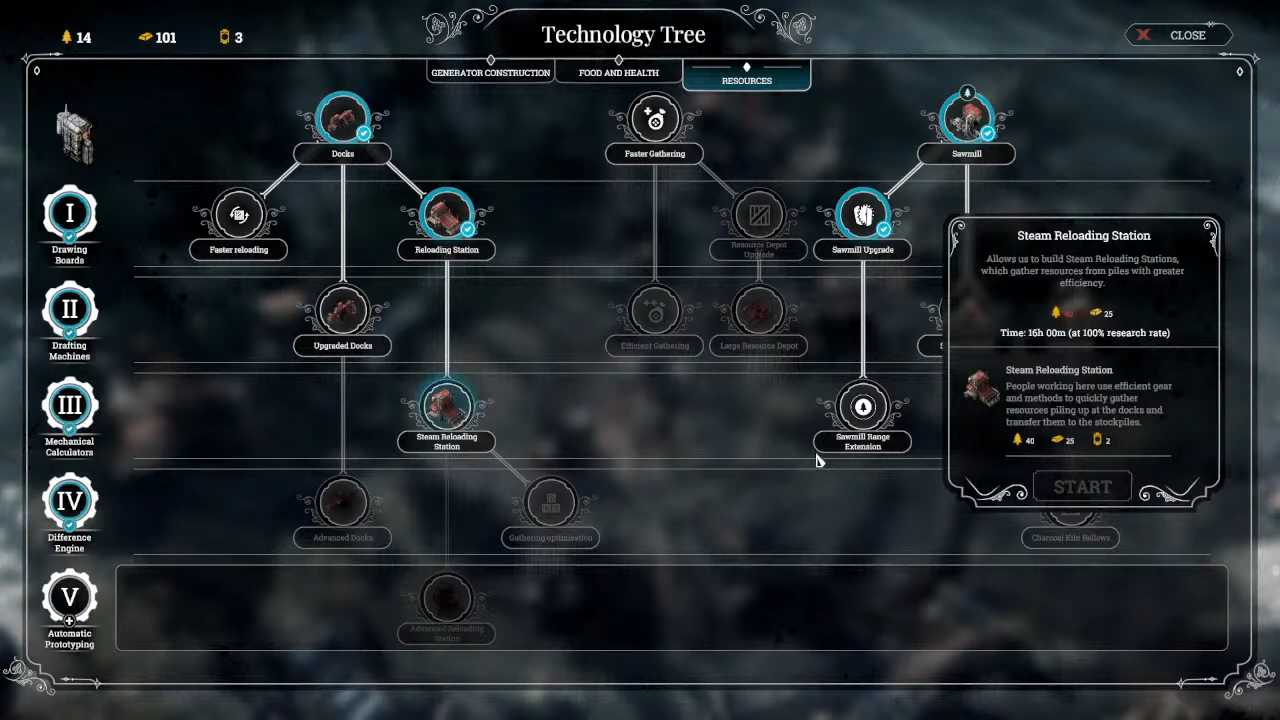 14
101
3
Technology Tree
CLOSE
GENERATOR CONSTRUCTION
FOOD AND HEALTH
RESOURCES
Docks
Faster Gathering
Sawmill
I
Drawing
Boards
Faster reloading
Reloading Station
Resource Depot
Upgrade
Sawmill Upgrade
II
Drafting
Machines
Upgraded Docks
Efficient Gathering
Large Resource Depot
S
III
Mechanical
Calculators
Steam Reloading
Station
Sawmill Range
Extension
IV
Difference
Engine
Advanced Docks
Gathering optimisation
Charcoal Kiln Bellows
V
Automatic
Prototyping
Advanced Reloading
Station
Steam Reloading Station
Allows us to build Steam Reloading Stations,
which gather resources from piles with greater
efficiency.
40 25
Time: 16h 00m (at 100% research rate)
Steam Reloading Station
People working here use efficient gear
and methods to quickly gather
resources piling up at the docks and
transfer them to the stockpiles.
40 25 2
START